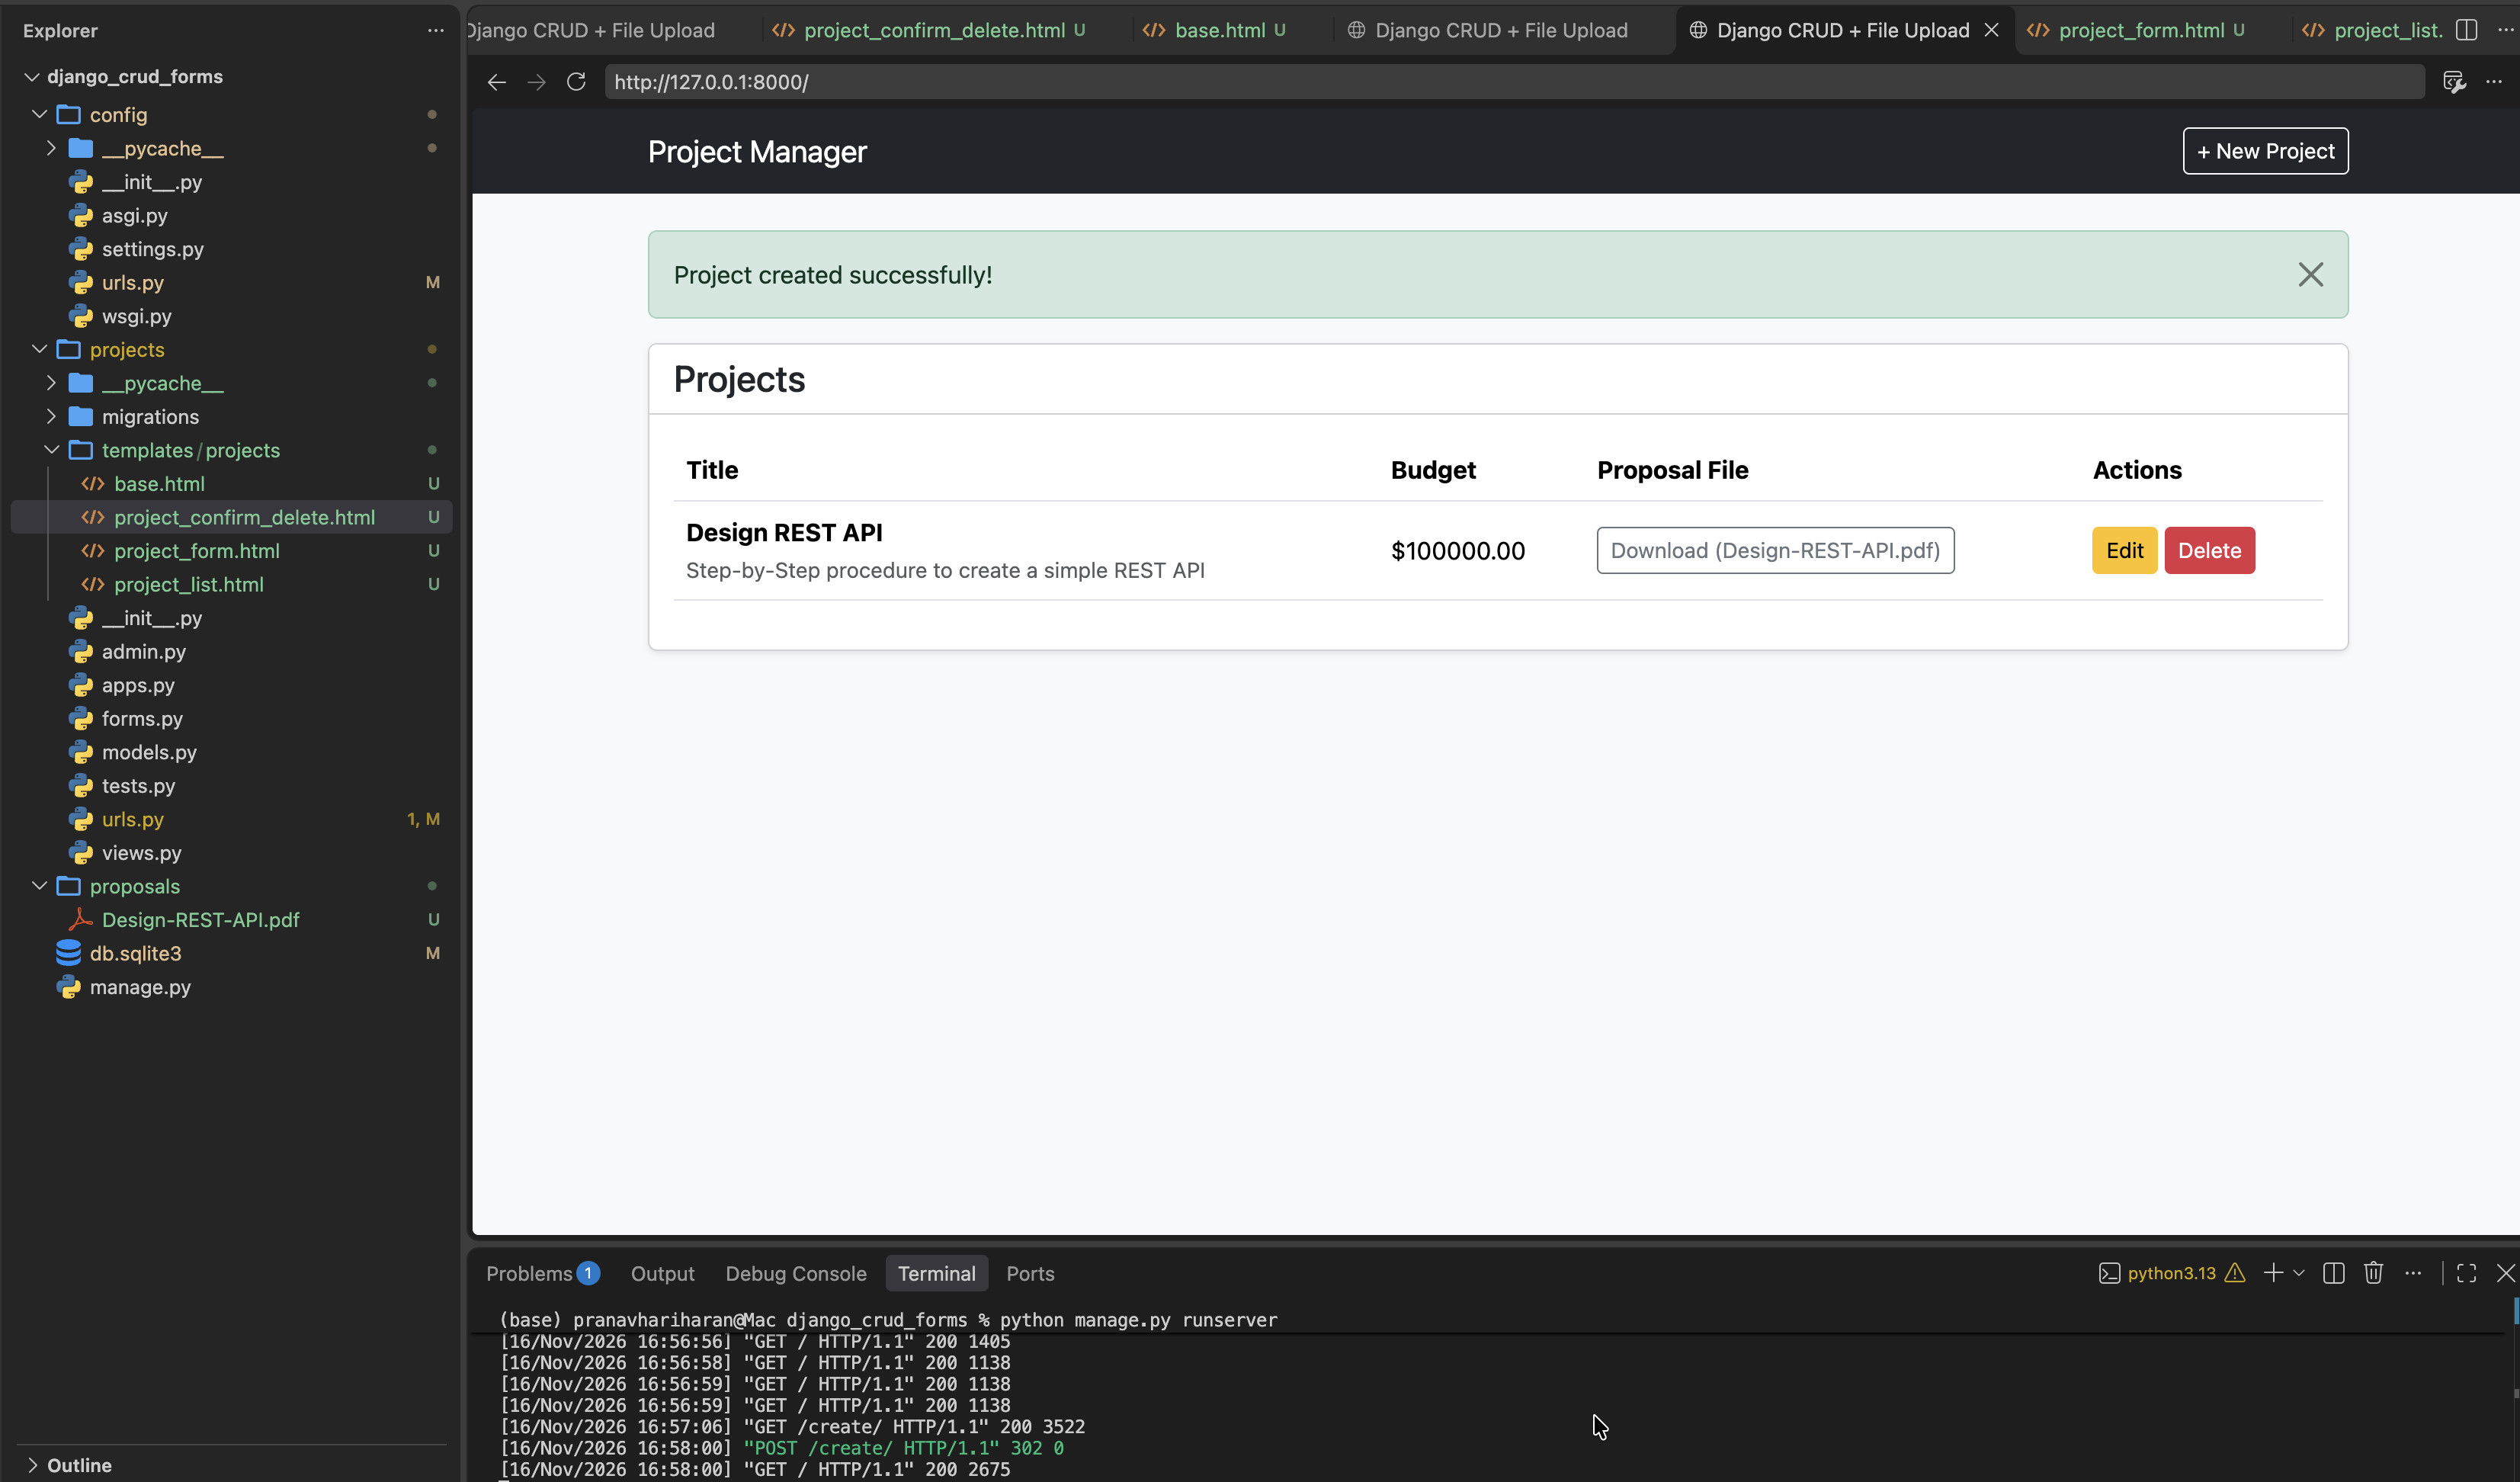 Explorer
django_crud_forms
config
__pycache__
__init__.py
asgi.py
settings.py
urls.py M
wsgi.py
projects
__pycache__
migrations
templates/projects
base.html U
project_confirm_delete.html U
project_form.html U
project_list.html U
__init__.py
admin.py
apps.py
forms.py
models.py
tests.py
urls.py 1, M
views.py
proposals
Design-REST-API.pdf U
db.sqlite3 M
manage.py
Outline
Django CRUD + File Upload project_confirm_delete.html U base.html U Django CRUD + File Upload Django CRUD + File Upload project_form.html U project_list.
http://127.0.0.1:8000/
Project Manager + New Project
Project created successfully!
Projects
Title Budget Proposal File Actions
Design REST API
Step-by-Step procedure to create a simple REST API
$100000.00 Download (Design-REST-API.pdf) Edit Delete
Problems 1 Output Debug Console Terminal Ports python3.13
(base) pranavhariharan@Mac django_crud_forms % python manage.py runserver
[16/Nov/2026 16:56:56] "GET / HTTP/1.1" 200 1405
[16/Nov/2026 16:56:58] "GET / HTTP/1.1" 200 1138
[16/Nov/2026 16:56:59] "GET / HTTP/1.1" 200 1138
[16/Nov/2026 16:56:59] "GET / HTTP/1.1" 200 1138
[16/Nov/2026 16:57:06] "GET /create/ HTTP/1.1" 200 3522
[16/Nov/2026 16:58:00] "POST /create/ HTTP/1.1" 302 0
[16/Nov/2026 16:58:00] "GET / HTTP/1.1" 200 2675